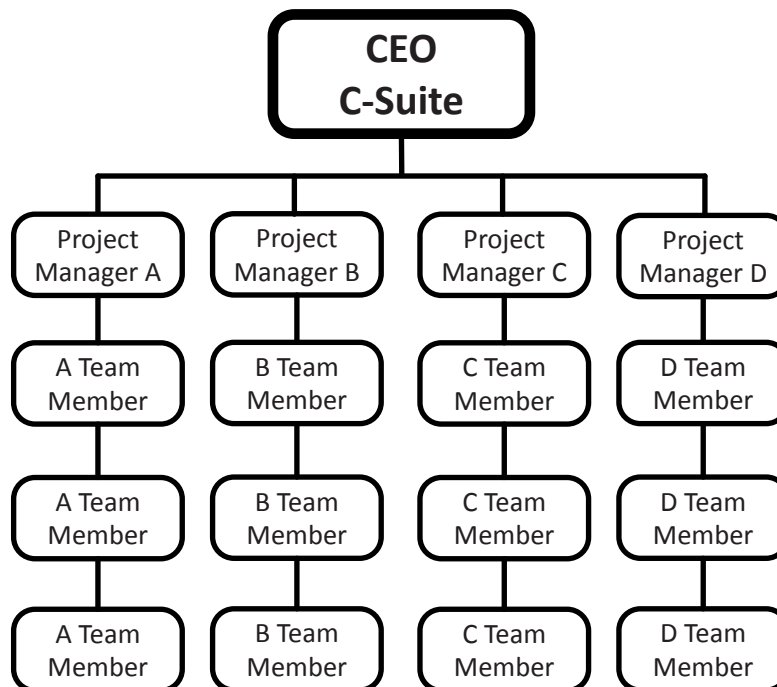 CEO
C-Suite
Project
Manager A
Project
Manager B
Project
Manager C
Project
Manager D
A Team
Member
B Team
Member
C Team
Member
D Team
Member
A Team
Member
B Team
Member
C Team
Member
D Team
Member
A Team
Member
B Team
Member
C Team
Member
D Team
Member